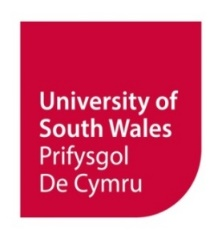 University of
South Wales
Prifysgol
De Cymru